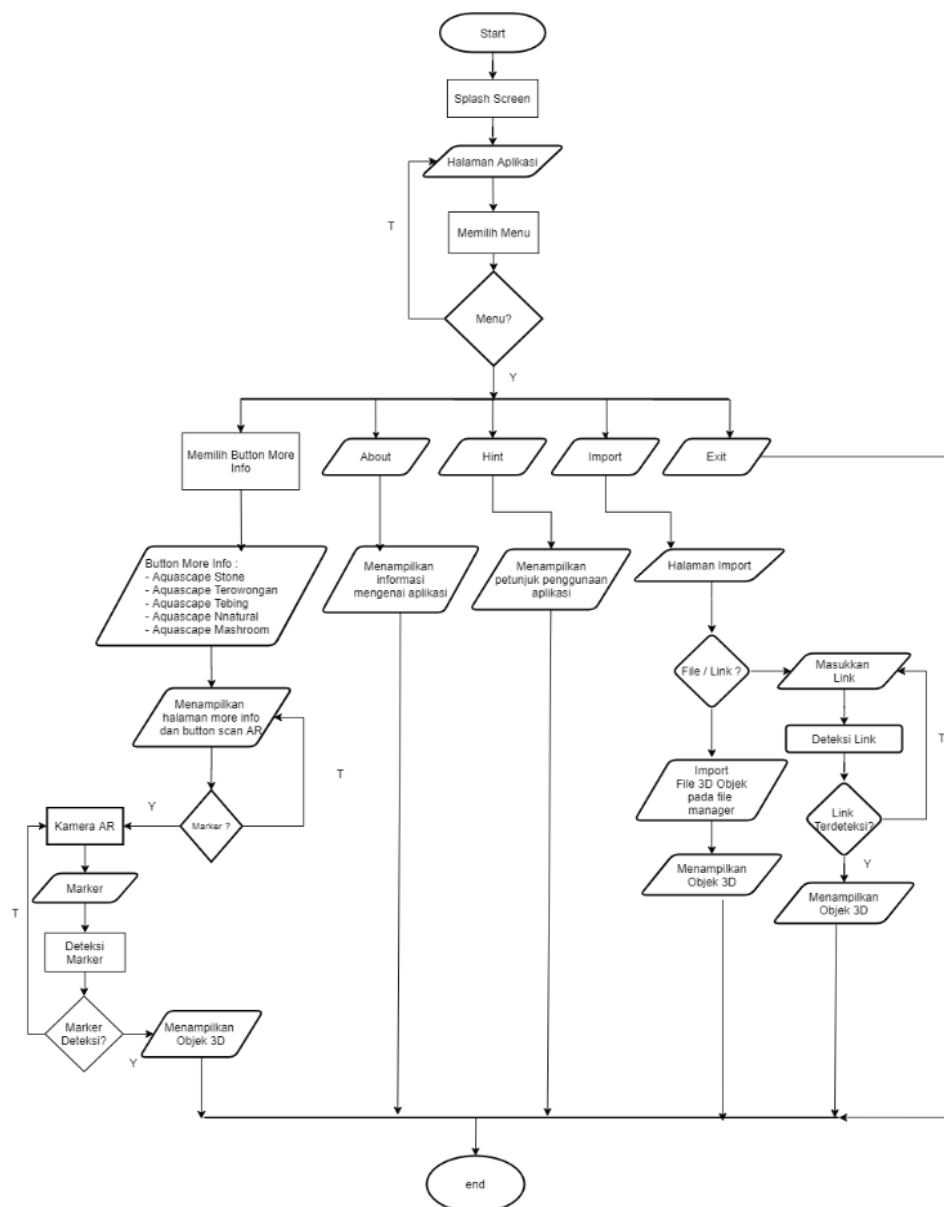 Start
Splash Screen
Halaman Aplikasi
T
Memilih Menu
Menu?
Y
Memilih Button More
Info
About
Hint
Import
Exit
Button More Info :
- Aquascape Stone
- Aquascape Terowongan
- Aquascape Tebing
- Aquascape Nnatural
- Aquascape Mashroom
Menampilkan
informasi
mengenai aplikasi
Menampilkan
petunjuk penggunaan
aplikasi
Halaman Import
File / Link ?
Masukkan
Link
Menampilkan
halaman more info
dan button scan AR
T
Deteksi Link
T
Import
File 3D Objek
pada file
manager
Link
Terdeteksi?
Y
Marker ?
Y
Kamera AR
Menampilkan
Objek 3D
Menampilkan
Objek 3D
Marker
T
Deteksi
Marker
Marker
Deteksi?
Y
Menampilkan
Objek 3D
end